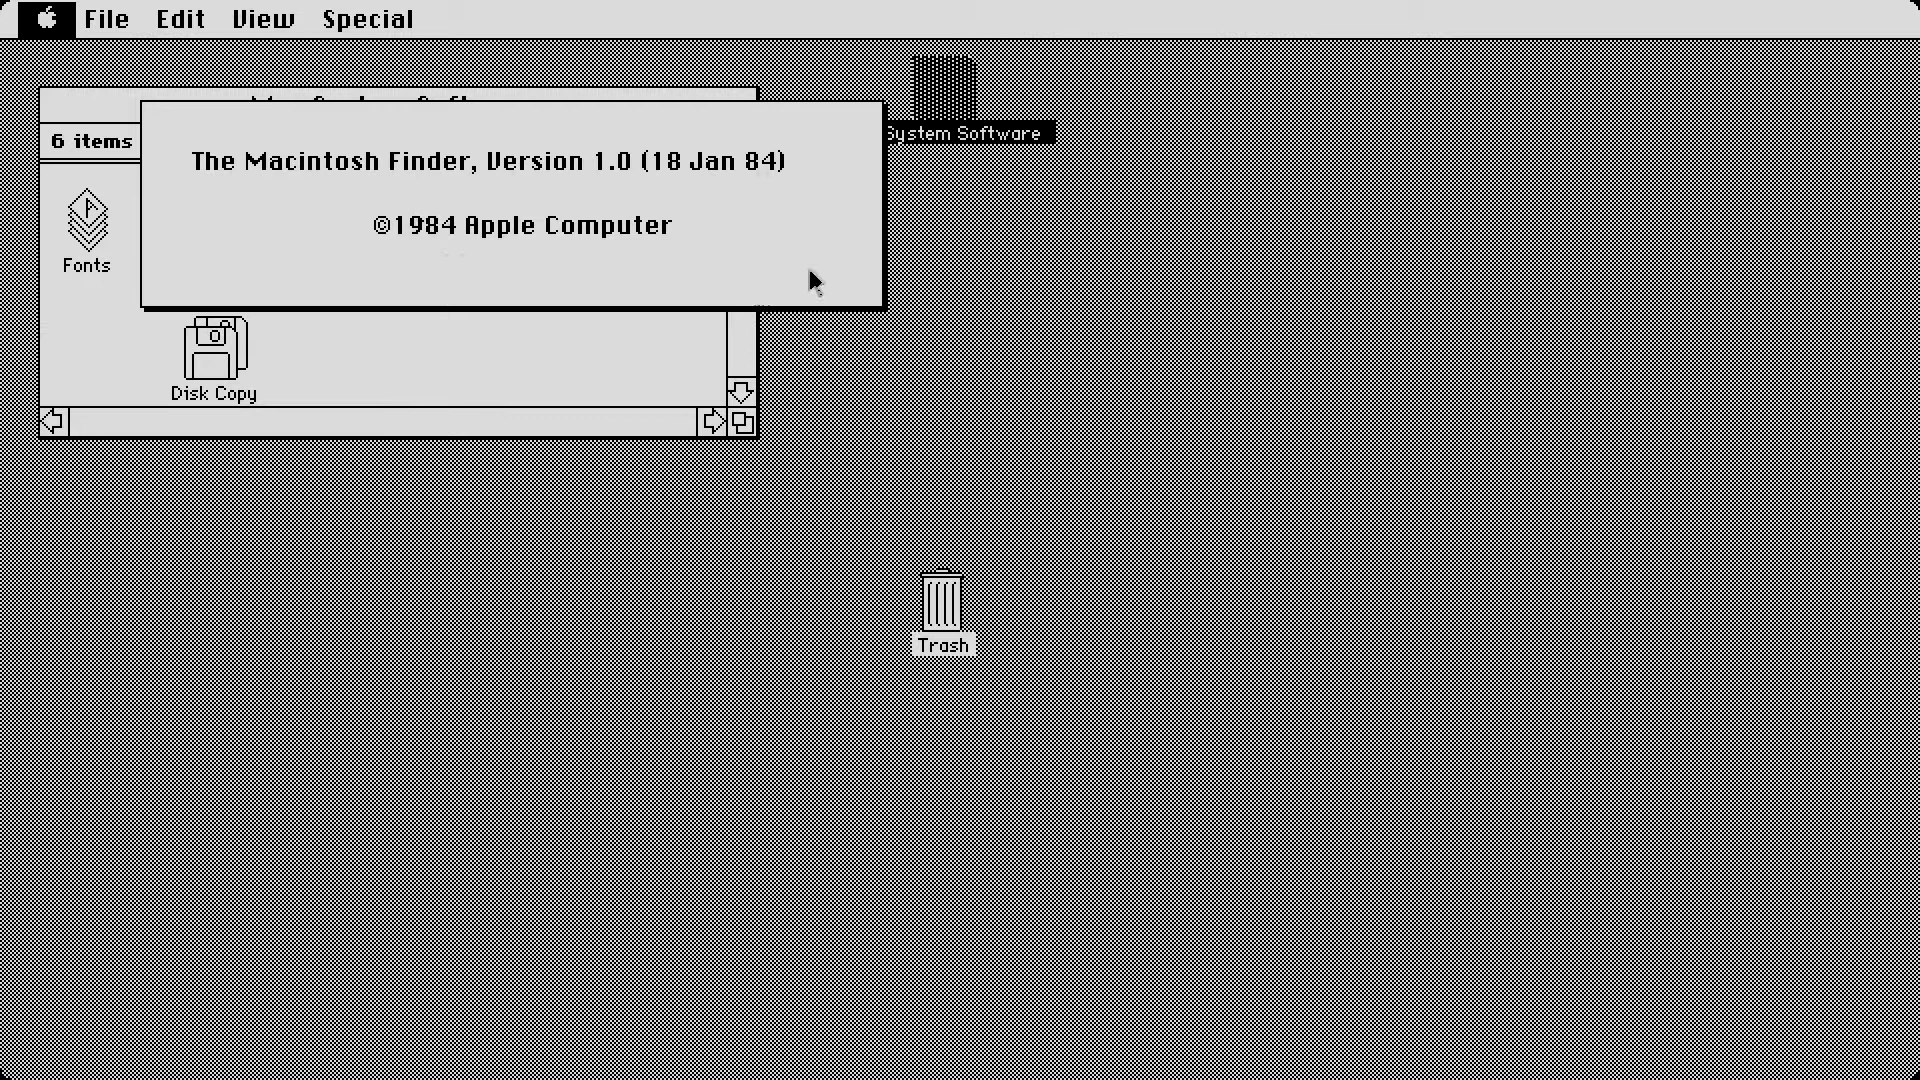 File Edit View Special
6 items
The Macintosh Finder, Version 1.0 (18 Jan 84)
©1984 Apple Computer
System Software
Fonts
Disk Copy
Trash